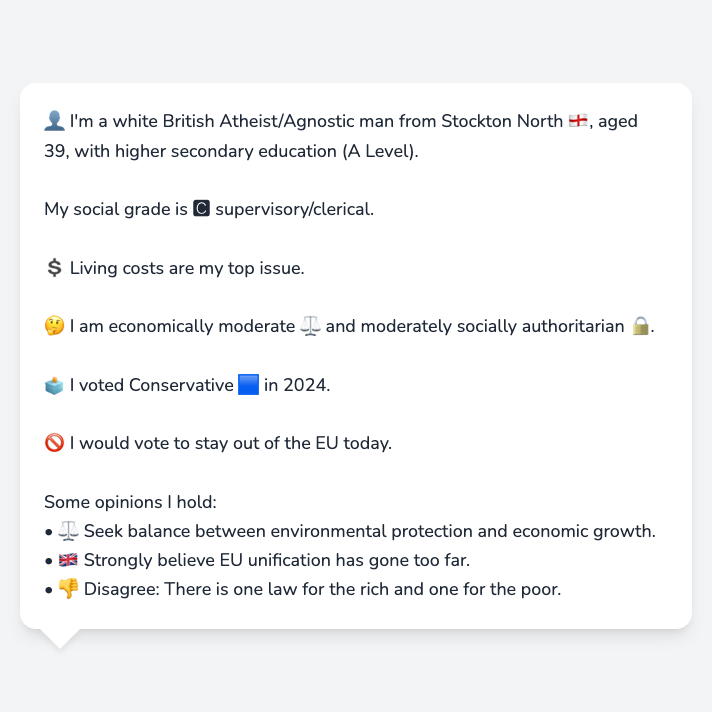 👤 I'm a white British Atheist/Agnostic man from Stockton North 🏴󠁧󠁢󠁥󠁮󠁧󠁿, aged
39, with higher secondary education (A Level).
My social grade is 🅲 supervisory/clerical.
💲 Living costs are my top issue.
🤔 I am economically moderate ⚖️ and moderately socially authoritarian 🔒.
🗳️ I voted Conservative 🟦 in 2024.
🚫 I would vote to stay out of the EU today.
Some opinions I hold:
• ⚖️ Seek balance between environmental protection and economic growth.
• 🇬🇧 Strongly believe EU unification has gone too far.
• 👎 Disagree: There is one law for the rich and one for the poor.